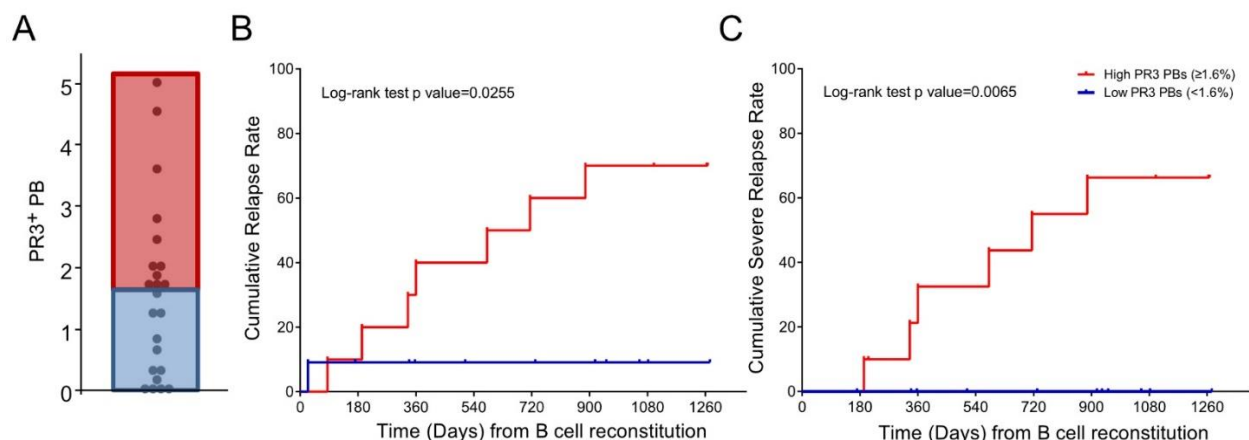 A
PR3+ PB
5
4
3
2
1
0
B
Cumulative Relapse Rate
100
80
60
40
20
0
Log-rank test p value=0.0255
0 180 360 540 720 900 1080 1260
Time (Days) from B cell reconstitution
C
Cumulative Severe Relapse Rate
100
80
60
40
20
0
Log-rank test p value=0.0065
High PR3 PBs (≥1.6%)
Low PR3 PBs (<1.6%)
0 180 360 540 720 900 1080 1260
Time (Days) from B cell reconstitution